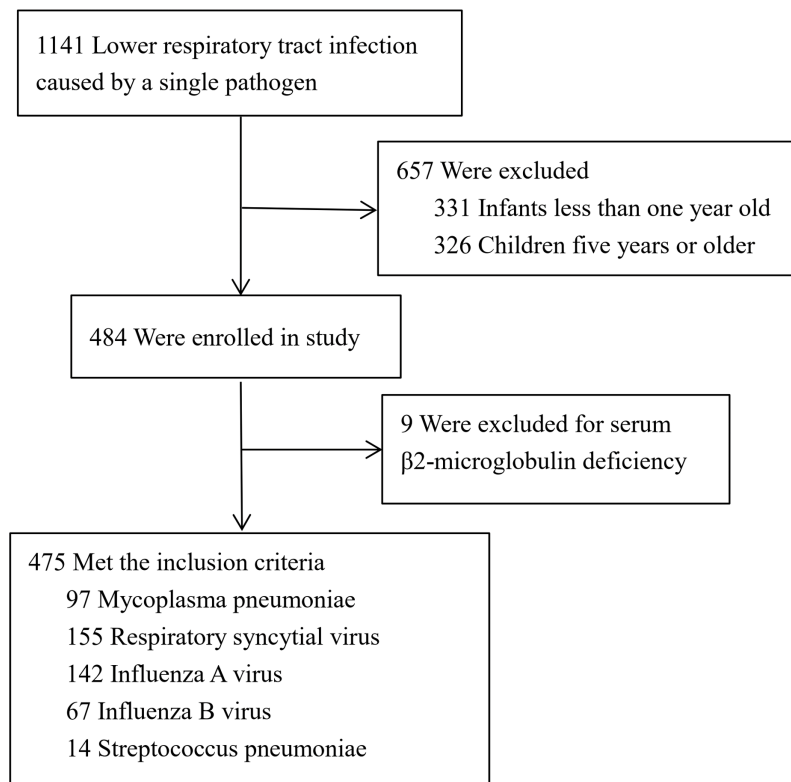 1141 Lower respiratory tract infection
caused by a single pathogen
657 Were excluded
331 Infants less than one year old
326 Children five years or older
484 Were enrolled in study
9 Were excluded for serum
β2-microglobulin deficiency
475 Met the inclusion criteria
97 Mycoplasma pneumoniae
155 Respiratory syncytial virus
142 Influenza A virus
67 Influenza B virus
14 Streptococcus pneumoniae